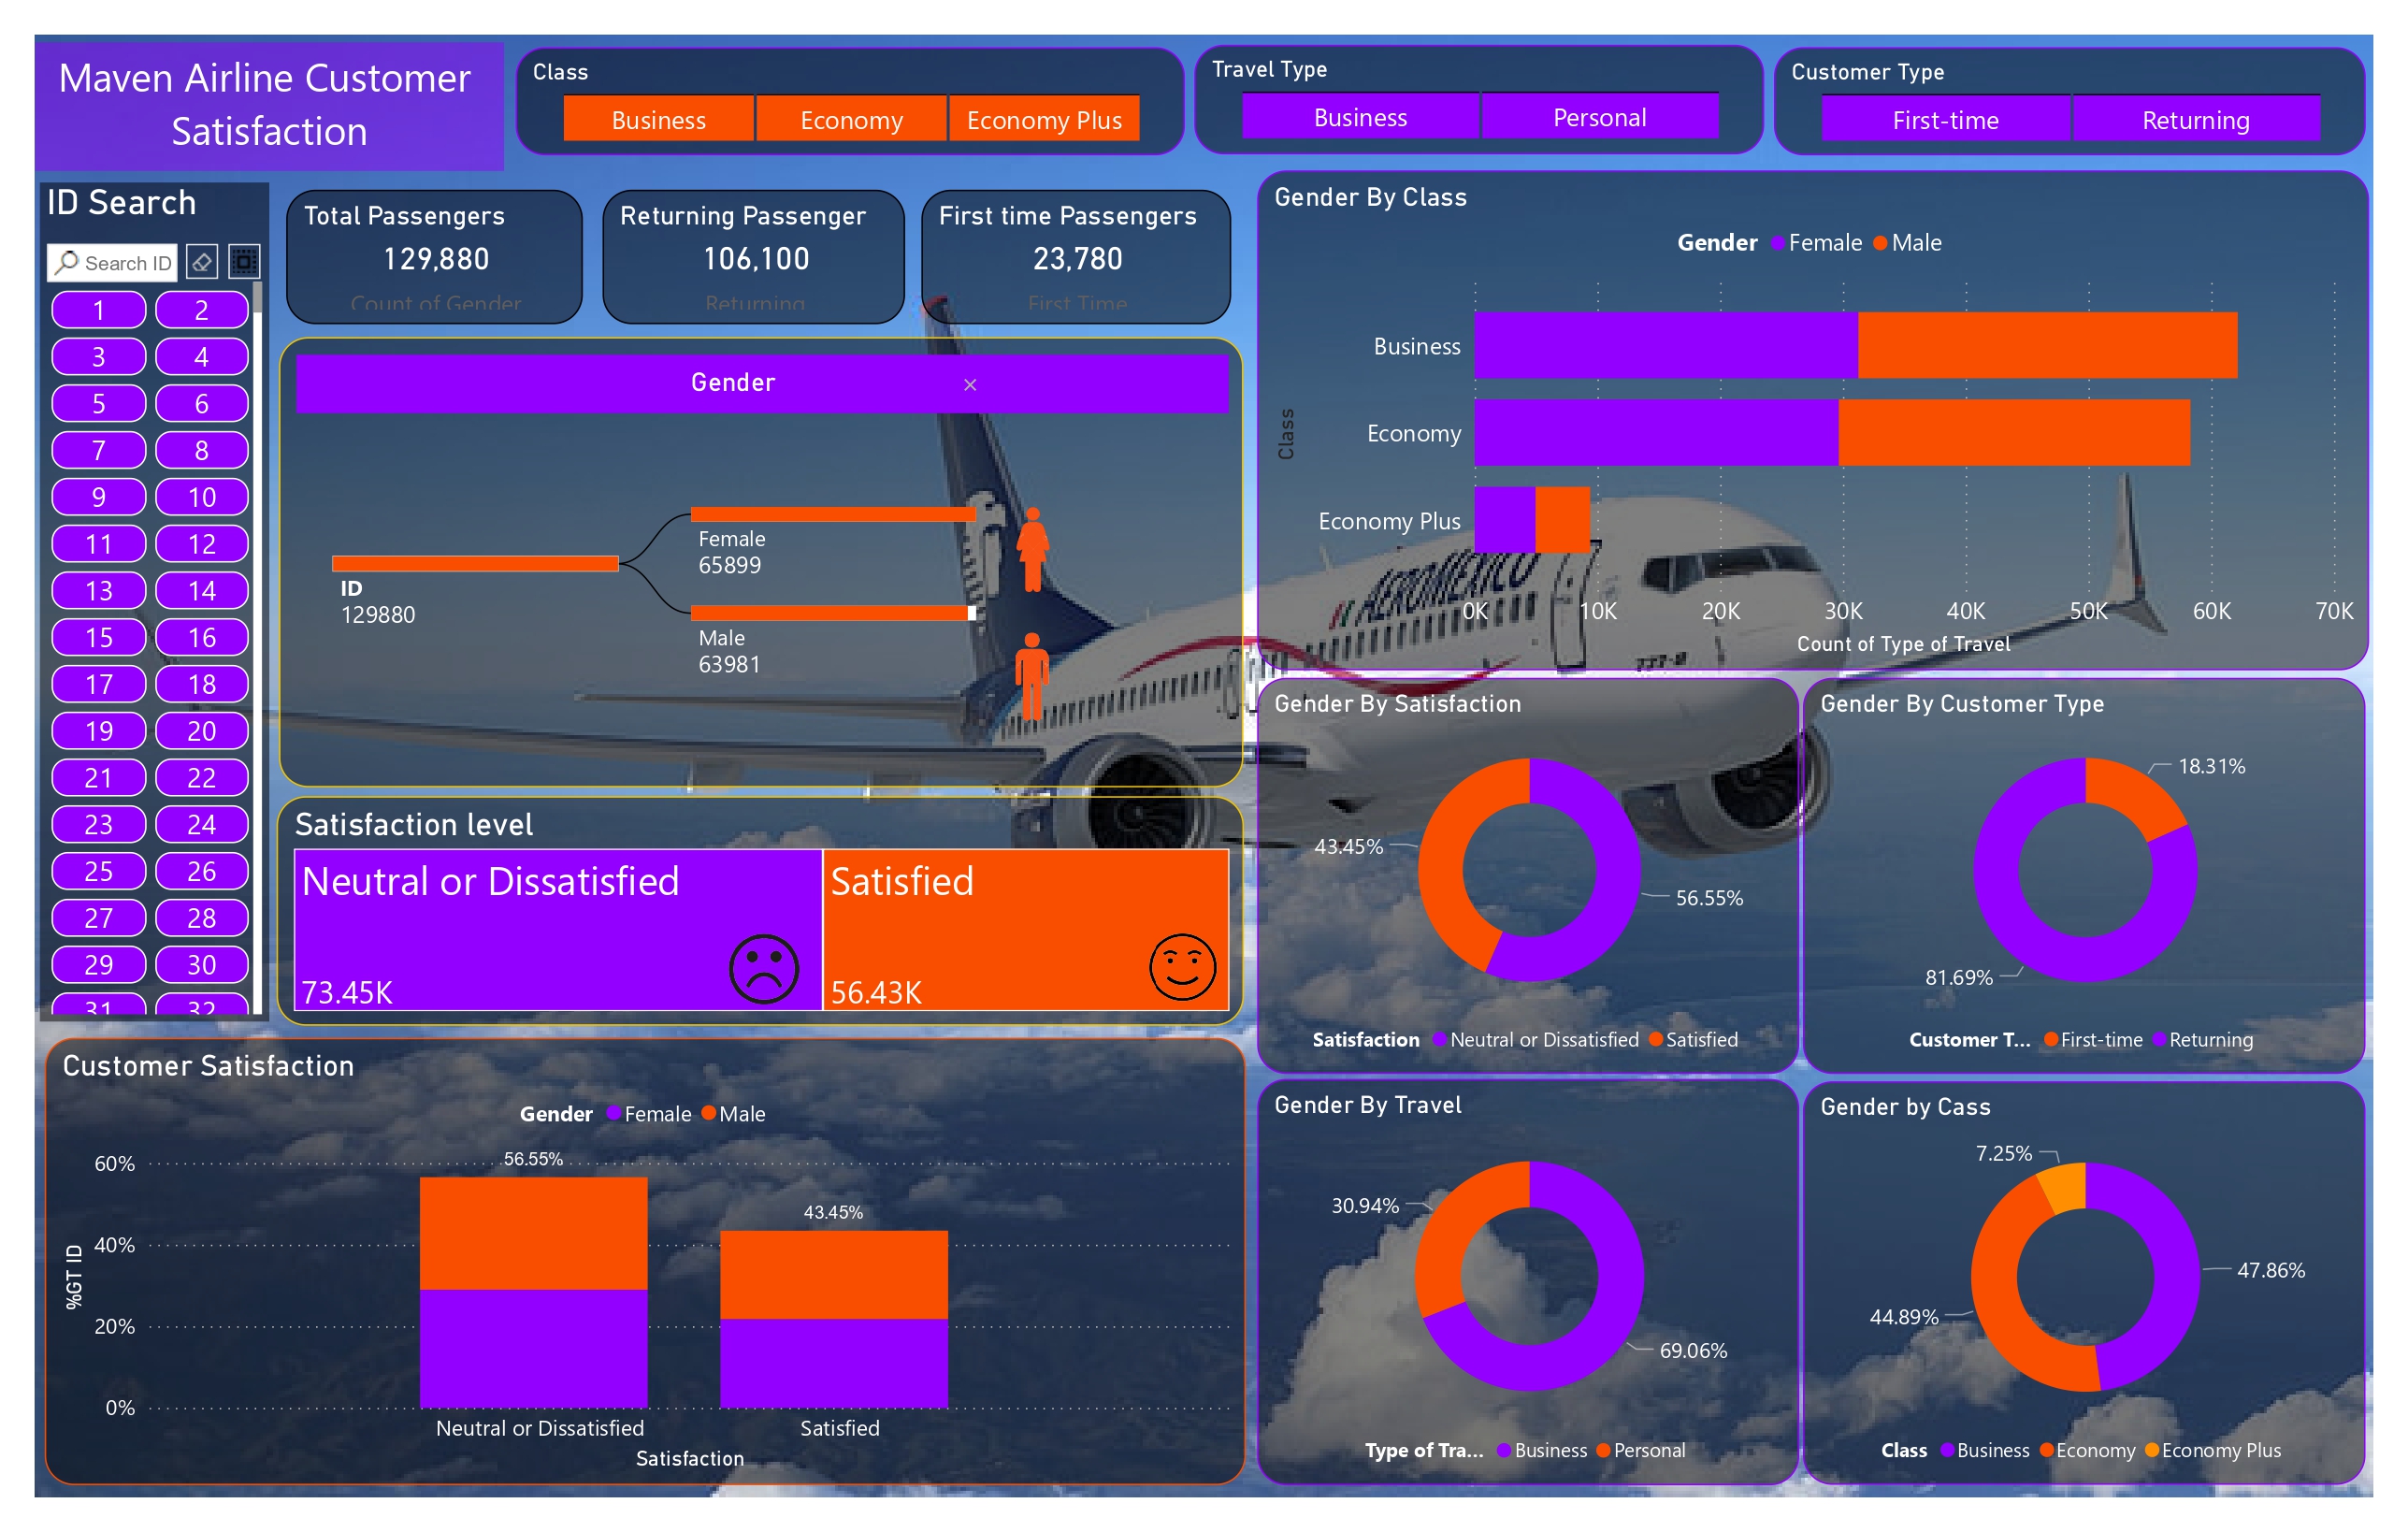 Maven Airline Customer
Satisfaction
Class
Business
Economy
Economy Plus
Travel Type
Business
Personal
Customer Type
First-time
Returning
ID Search
Search ID
1 2
3 4
5 6
7 8
9 10
11 12
13 14
15 16
17 18
19 20
21 22
23 24
25 26
27 28
29 30
31 32
Total Passengers
129,880
Count of Gender
Returning Passenger
106,100
Returning
First time Passengers
23,780
First Time
Gender ×
ID
129880
Female
65899
Male
63981
Satisfaction level
Neutral or Dissatisfied
73.45K
Satisfied
56.43K
Customer Satisfaction
Gender Female Male
60%
40%
20%
0%
%GT ID
56.55%
43.45%
Neutral or Dissatisfied
Satisfied
Satisfaction
Gender By Class
Gender Female Male
Class
Business
Economy
Economy Plus
0K 10K 20K 30K 40K 50K 60K 70K
Count of Type of Travel
AEROMEXICO
Gender By Satisfaction
43.45%
56.55%
Satisfaction Neutral or Dissatisfied Satisfied
Gender By Customer Type
18.31%
81.69%
Customer T... First-time Returning
Gender By Travel
30.94%
69.06%
Type of Tra... Business Personal
Gender by Cass
7.25%
47.86%
44.89%
Class Business Economy Economy Plus